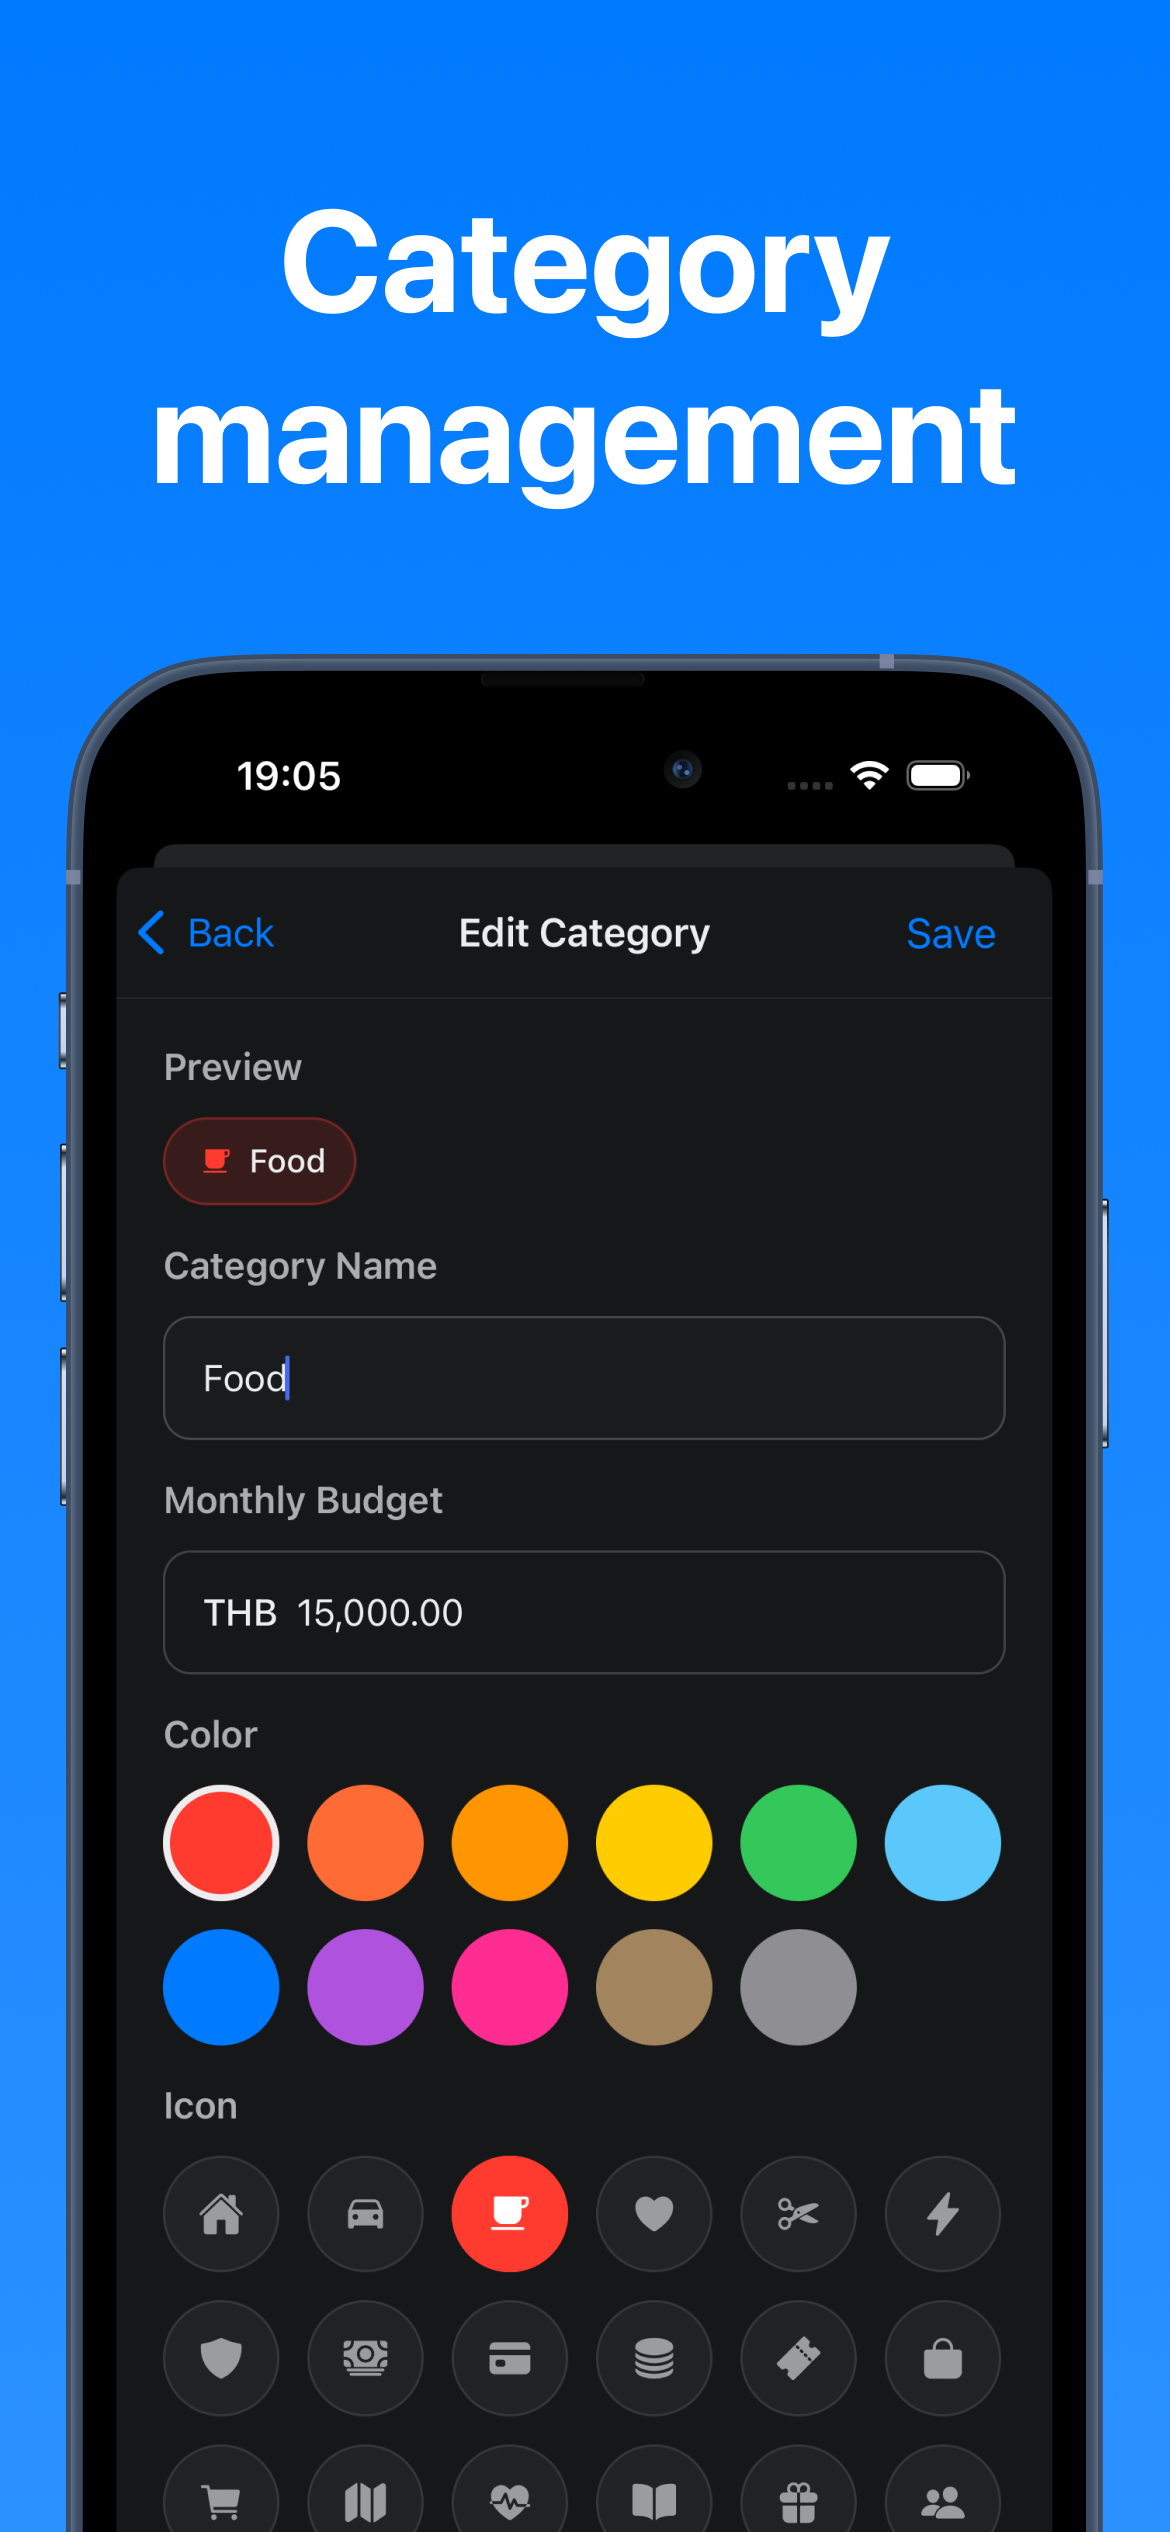 Category
management
19:05
Back
Edit Category
Save
Preview
Food
Category Name
Food
Monthly Budget
THB 15,000.00
Color
Icon